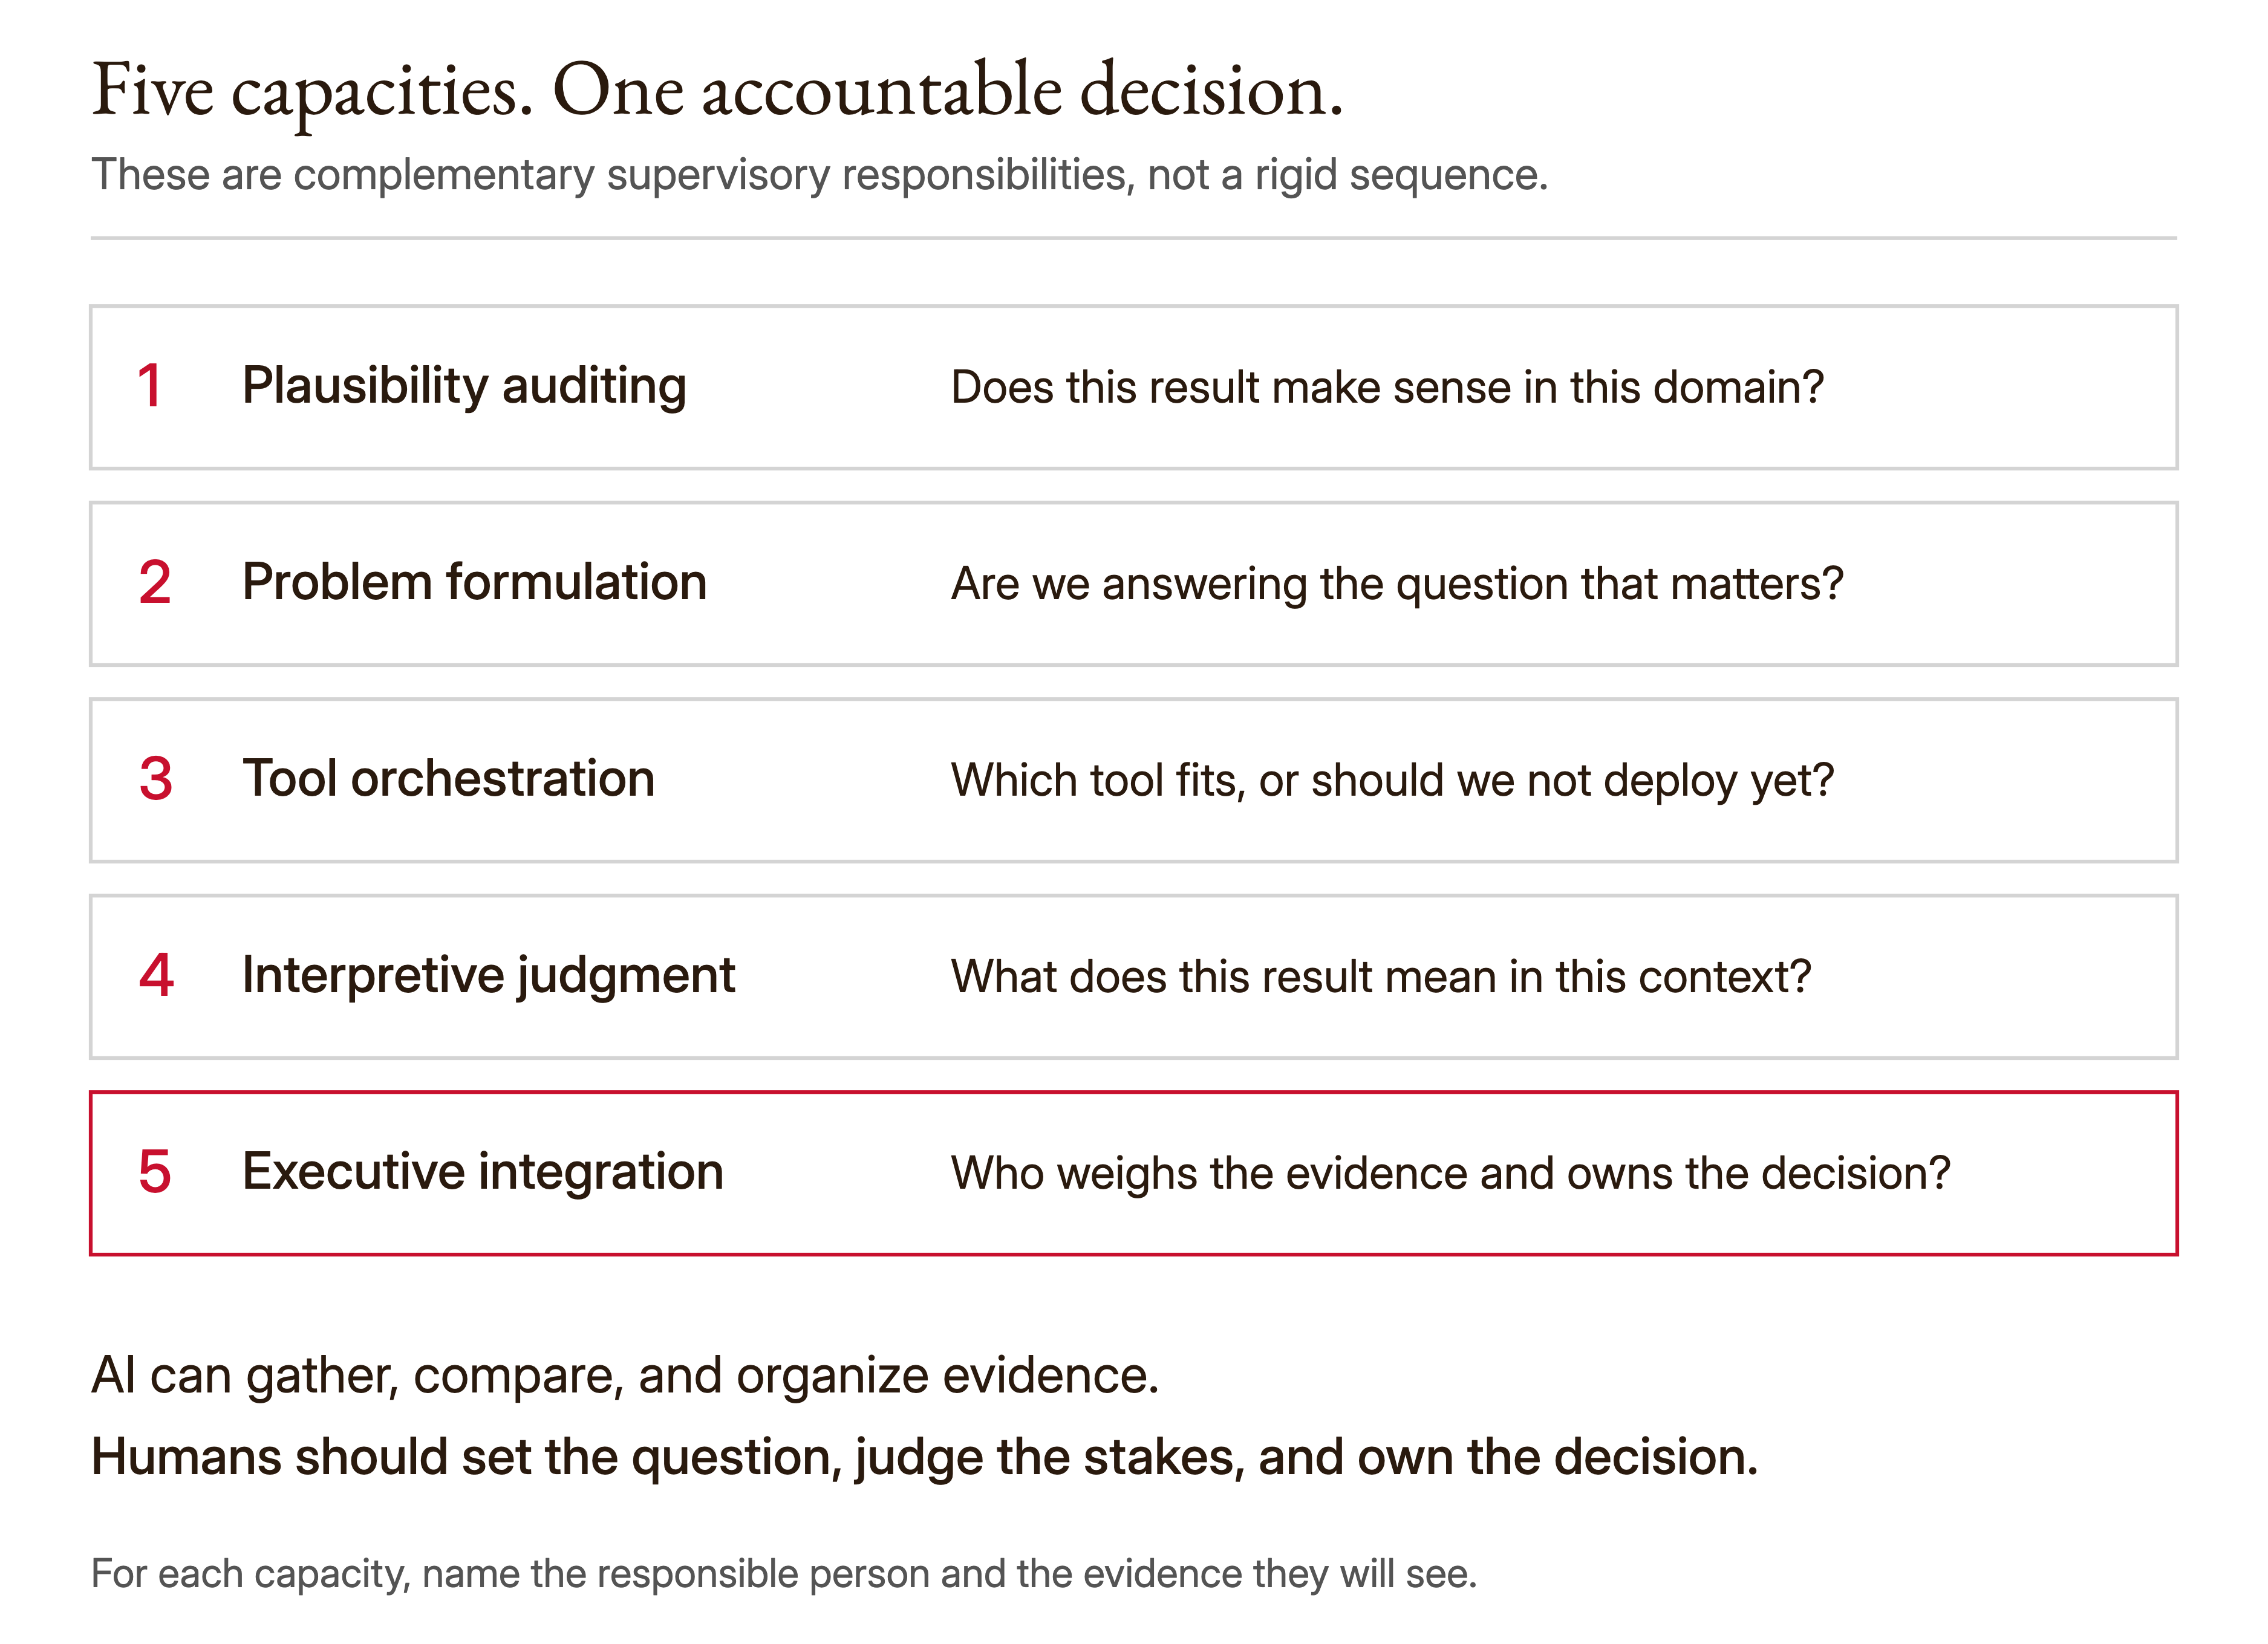 Five capacities. One accountable decision.
These are complementary supervisory responsibilities, not a rigid sequence.
1 Plausibility auditing Does this result make sense in this domain?
2 Problem formulation Are we answering the question that matters?
3 Tool orchestration Which tool fits, or should we not deploy yet?
4 Interpretive judgment What does this result mean in this context?
5 Executive integration Who weighs the evidence and owns the decision?
AI can gather, compare, and organize evidence.
Humans should set the question, judge the stakes, and own the decision.
For each capacity, name the responsible person and the evidence they will see.